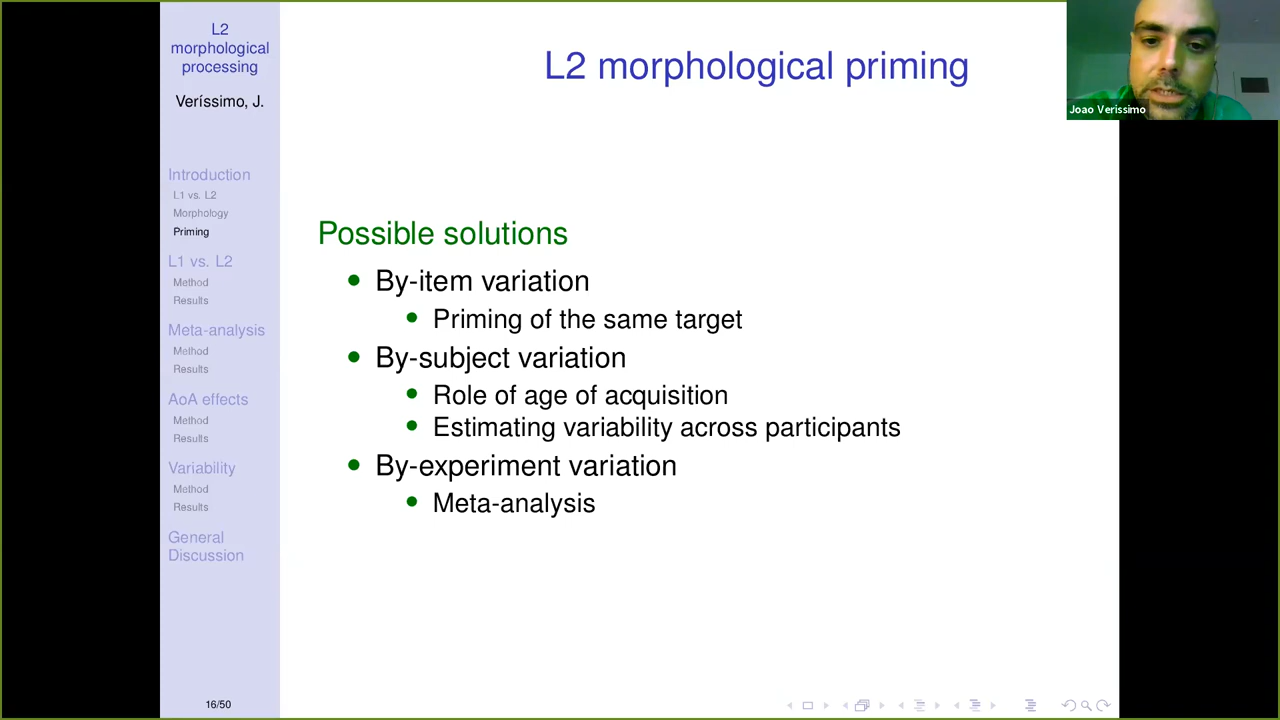 L2
morphological
processing
Veríssimo, J.
Introduction
L1 vs. L2
Morphology
Priming
L1 vs. L2
Method
Results
Meta-analysis
Method
Results
AoA effects
Method
Results
Variability
Method
Results
General
Discussion
16/50
L2 morphological priming
Possible solutions
By-item variation
Priming of the same target
By-subject variation
Role of age of acquisition
Estimating variability across participants
By-experiment variation
Meta-analysis
Joao Verissimo